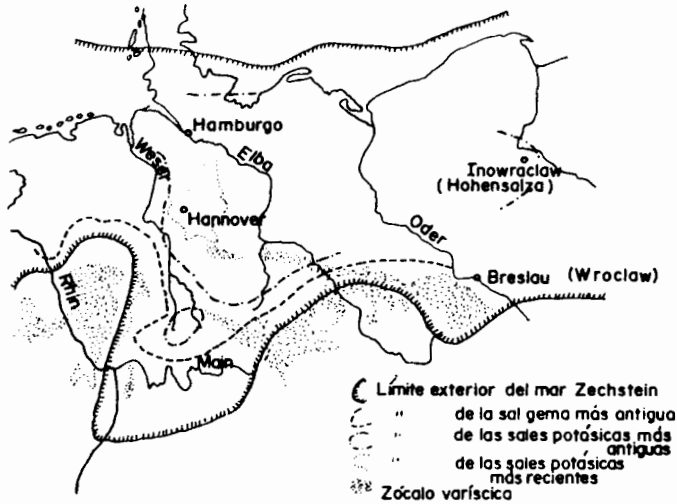 Hamburgo
Weser
Elba
Inowraclaw
(Hohensalza)
Hannover
Oder
Rhin
Breslau (Wroclaw)
Main
Límite exterior del mar Zechstein
" de la sal gema más antigua
" de las sales potásicas más
antiguas
" de las sales potásicas
más recientes
Zócalo varíscica